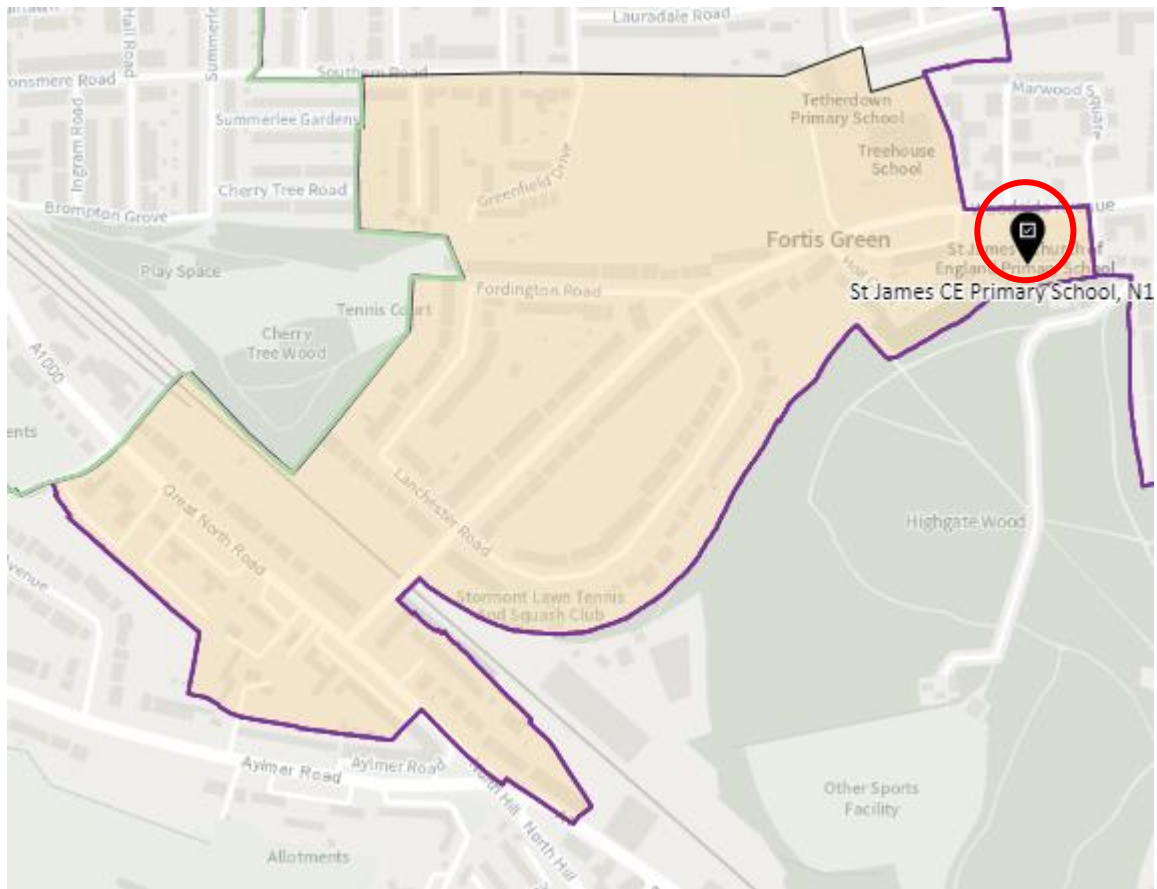 Lauradale Road
Hall Road
Southern Road
onsmere Road
Summerlee Gardens
Ingram Road
Marwood Square
Tetherdown
Primary School
Treehouse
School
Cherry Tree Road
Greenfield Drive
Brompton Grove
Fortis Green
St James Church of
England Primary School
St James CE Primary School, N1
Play Space
Fordington Road
Tennis Court
Cherry
Tree Wood
A1000
ents
Lanchester Road
Great North Road
Highgate Wood
venue
Stormont Lawn Tennis
And Squash Club
Aylmer Road
Aylmer Road
North Hill
North Hill
Other Sports
Facility
Allotments